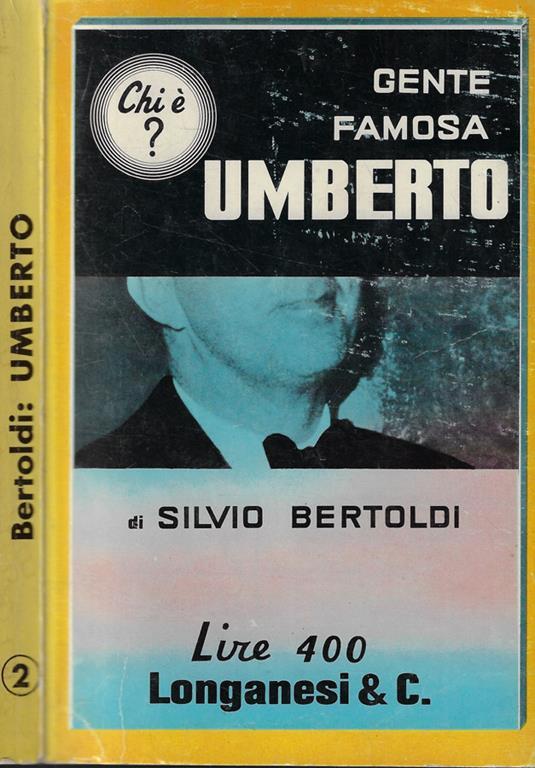 Bertoldi: UMBERTO
2
Chi è
?
GENTE
FAMOSA
UMBERTO
di SILVIO BERTOLDI
Lire 400
Longanesi & C.